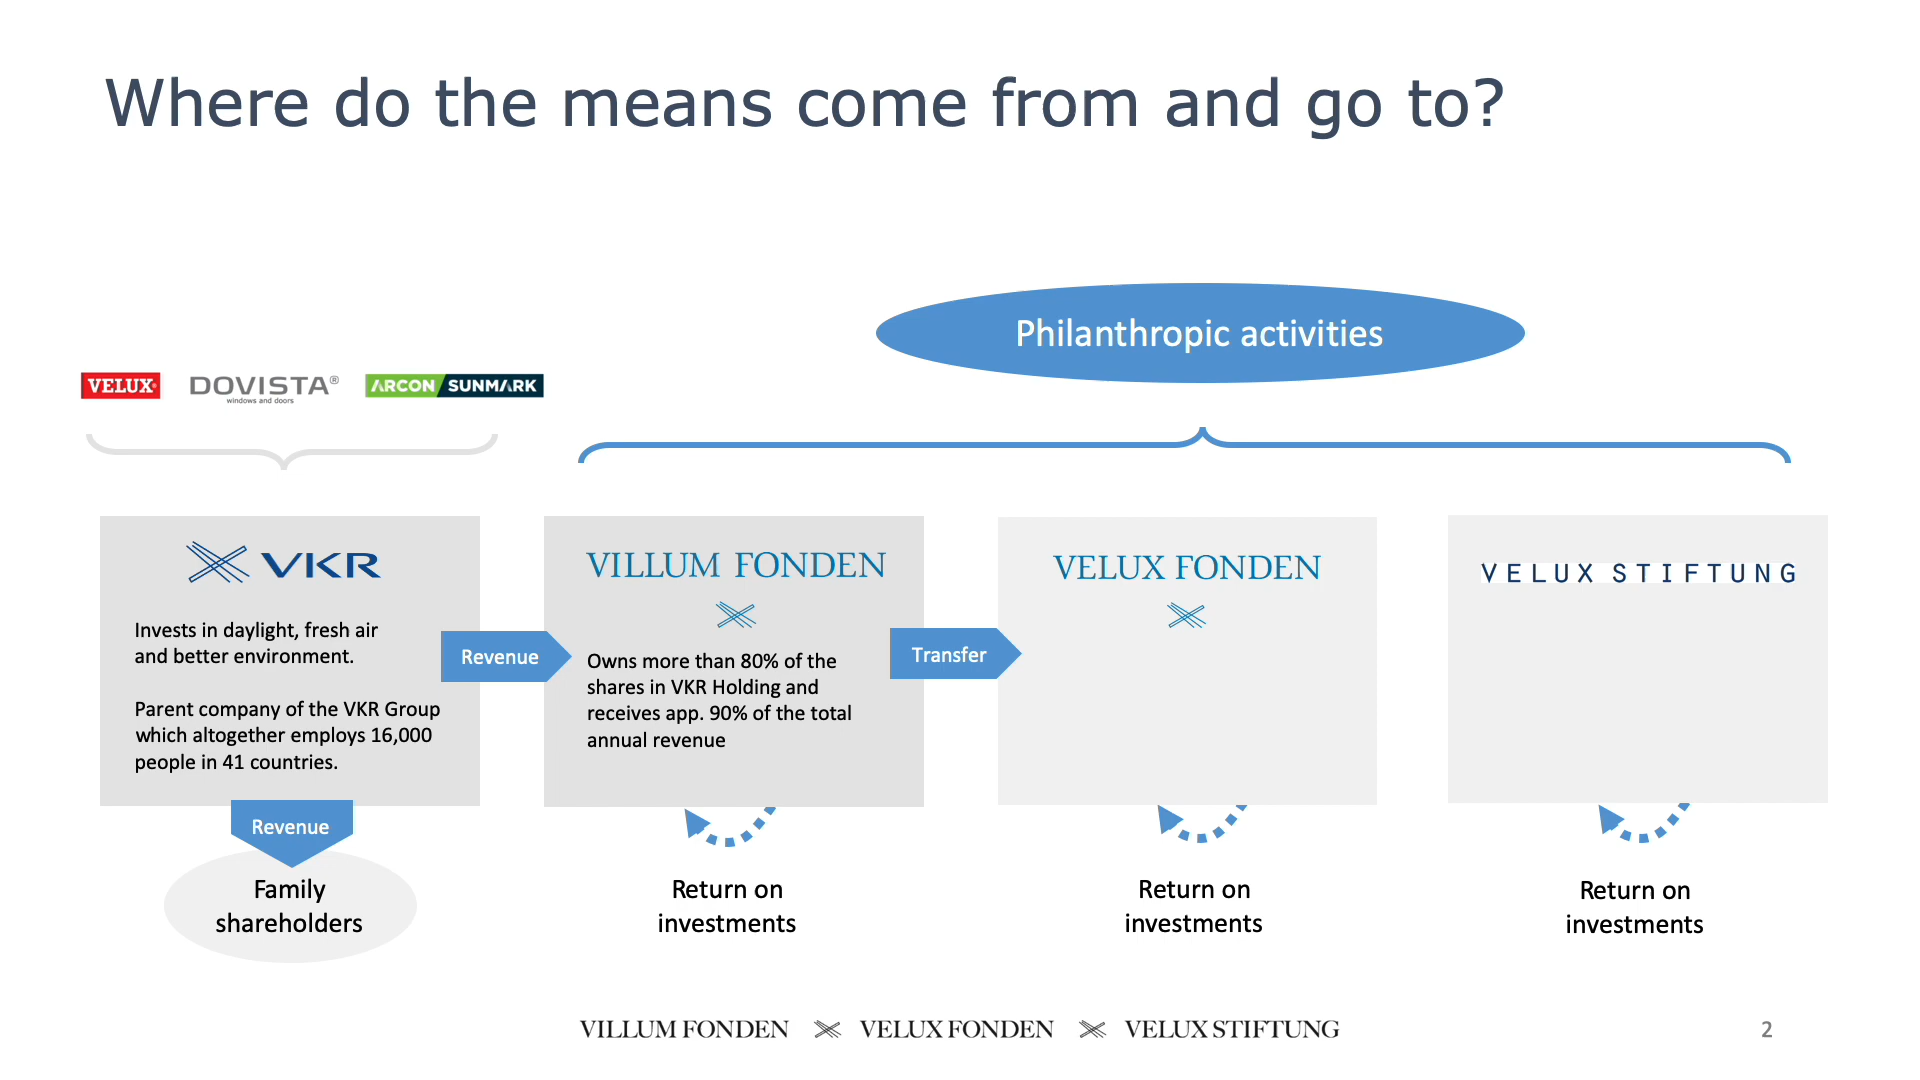 Where do the means come from and go to?
Philanthropic activities
VELUX®
DOVISTA®
windows and doors
ARCON SUNMARK
VKR
Invests in daylight, fresh air
and better environment.
Parent company of the VKR Group
which altogether employs 16,000
people in 41 countries.
Revenue
Family
shareholders
Revenue
VILLUM FONDEN
Owns more than 80% of the
shares in VKR Holding and
receives app. 90% of the total
annual revenue
Return on
investments
Transfer
VELUX FONDEN
Return on
investments
VELUX STIFTUNG
Return on
investments
VILLUM FONDEN VELUX FONDEN VELUX STIFTUNG
2